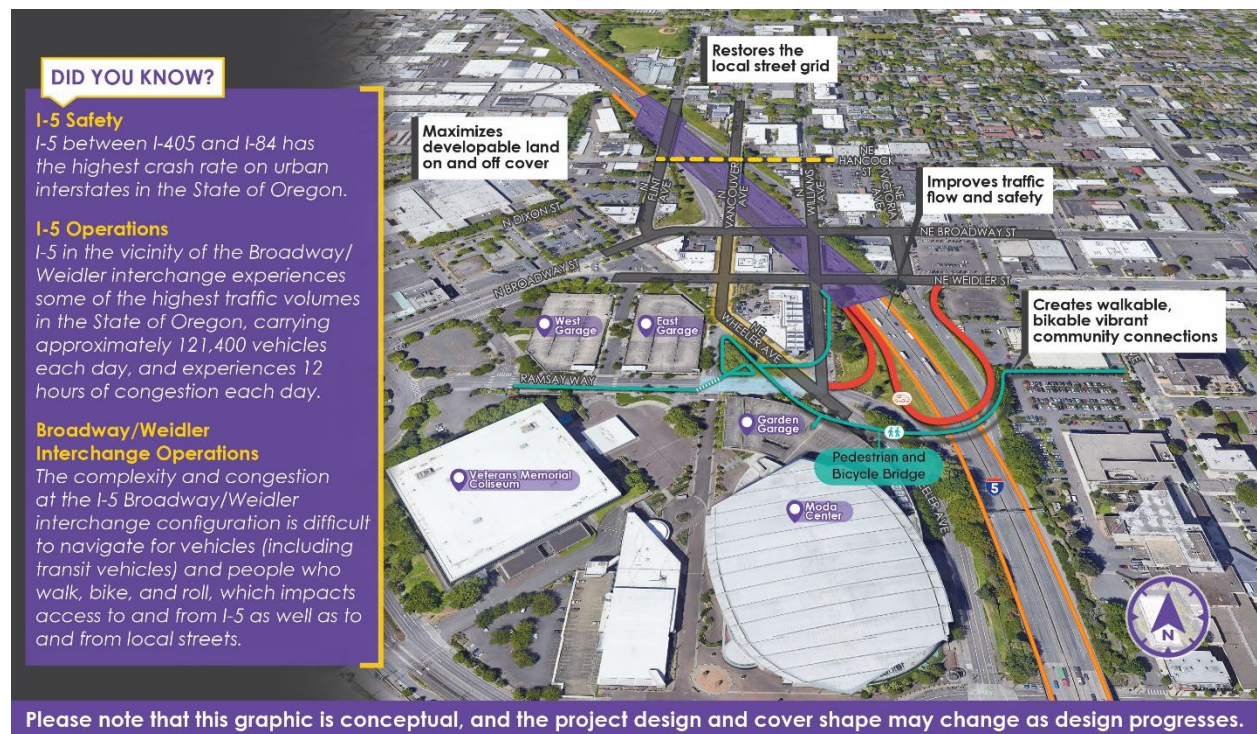 DID YOU KNOW?
I-5 Safety
I-5 between I-405 and I-84 has
the highest crash rate on urban
interstates in the State of Oregon.
I-5 Operations
I-5 in the vicinity of the Broadway/
Weidler interchange experiences
some of the highest traffic volumes
in the State of Oregon, carrying
approximately 121,400 vehicles
each day, and experiences 12
hours of congestion each day.
Broadway/Weidler
Interchange Operations
The complexity and congestion
at the I-5 Broadway/Weidler
interchange configuration is difficult
to navigate for vehicles (including
transit vehicles) and people who
walk, bike, and roll, which impacts
access to and from I-5 as well as to
and from local streets.
Restores the
local street grid
Maximizes
developable land
on and off cover
Improves traffic
flow and safety
Creates walkable,
bikable vibrant
community connections
N
FLINT
AVE
N
VANCOUVER
AVE
N
WILLIAMS
AVE
NE
HANCOCK
ST
NE
VICTORIA
AVE
N DIXON ST
NE BROADWAY ST
N BROADWAY ST
NE WEIDLER ST
NE
WHEELER AVE
West
Garage
East
Garage
RAMSAY WAY
AVE
Garden
Garage
Pedestrian and
Bicycle Bridge
Veterans Memorial
Coliseum
Moda
Center
WHEELER AVE
5
N
Please note that this graphic is conceptual, and the project design and cover shape may change as design progresses.